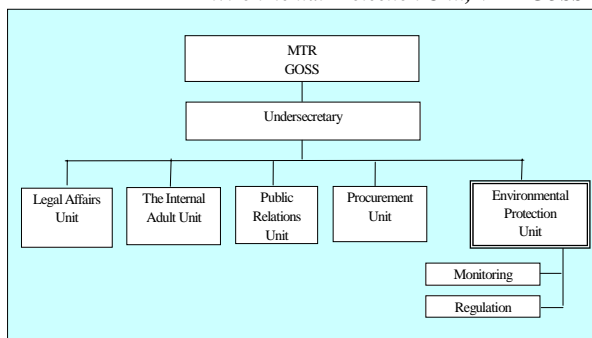 MTR
GOSS
Undersecretary
Legal Affairs
Unit
The Internal
Adult Unit
Public
Relations
Unit
Procurement
Unit
Environmental
Protection
Unit
Monitoring
Regulation